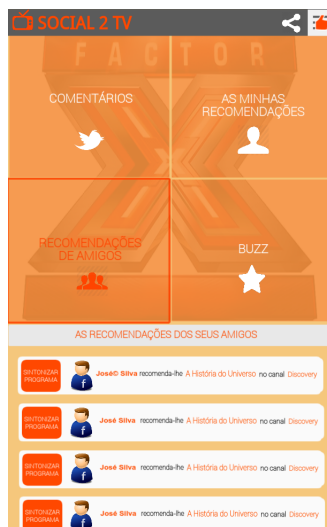 SOCIAL 2 TV
FACTOR
COMENTÁRIOS
AS MINHAS
RECOMENDAÇÕES
RECOMENDAÇÕES
DE AMIGOS
BUZZ
AS RECOMENDAÇÕES DOS SEUS AMIGOS
SINTONIZAR
PROGRAMA
José© Silva recomenda-lhe A História do Universo no canal Discovery
SINTONIZAR
PROGRAMA
José Silva recomenda-lhe A História do Universo no canal Discovery
SINTONIZAR
PROGRAMA
José Silva recomenda-lhe A História do Universo no canal Discovery
SINTONIZAR
PROGRAMA
José Silva recomenda-lhe A História do Universo no canal Discovery